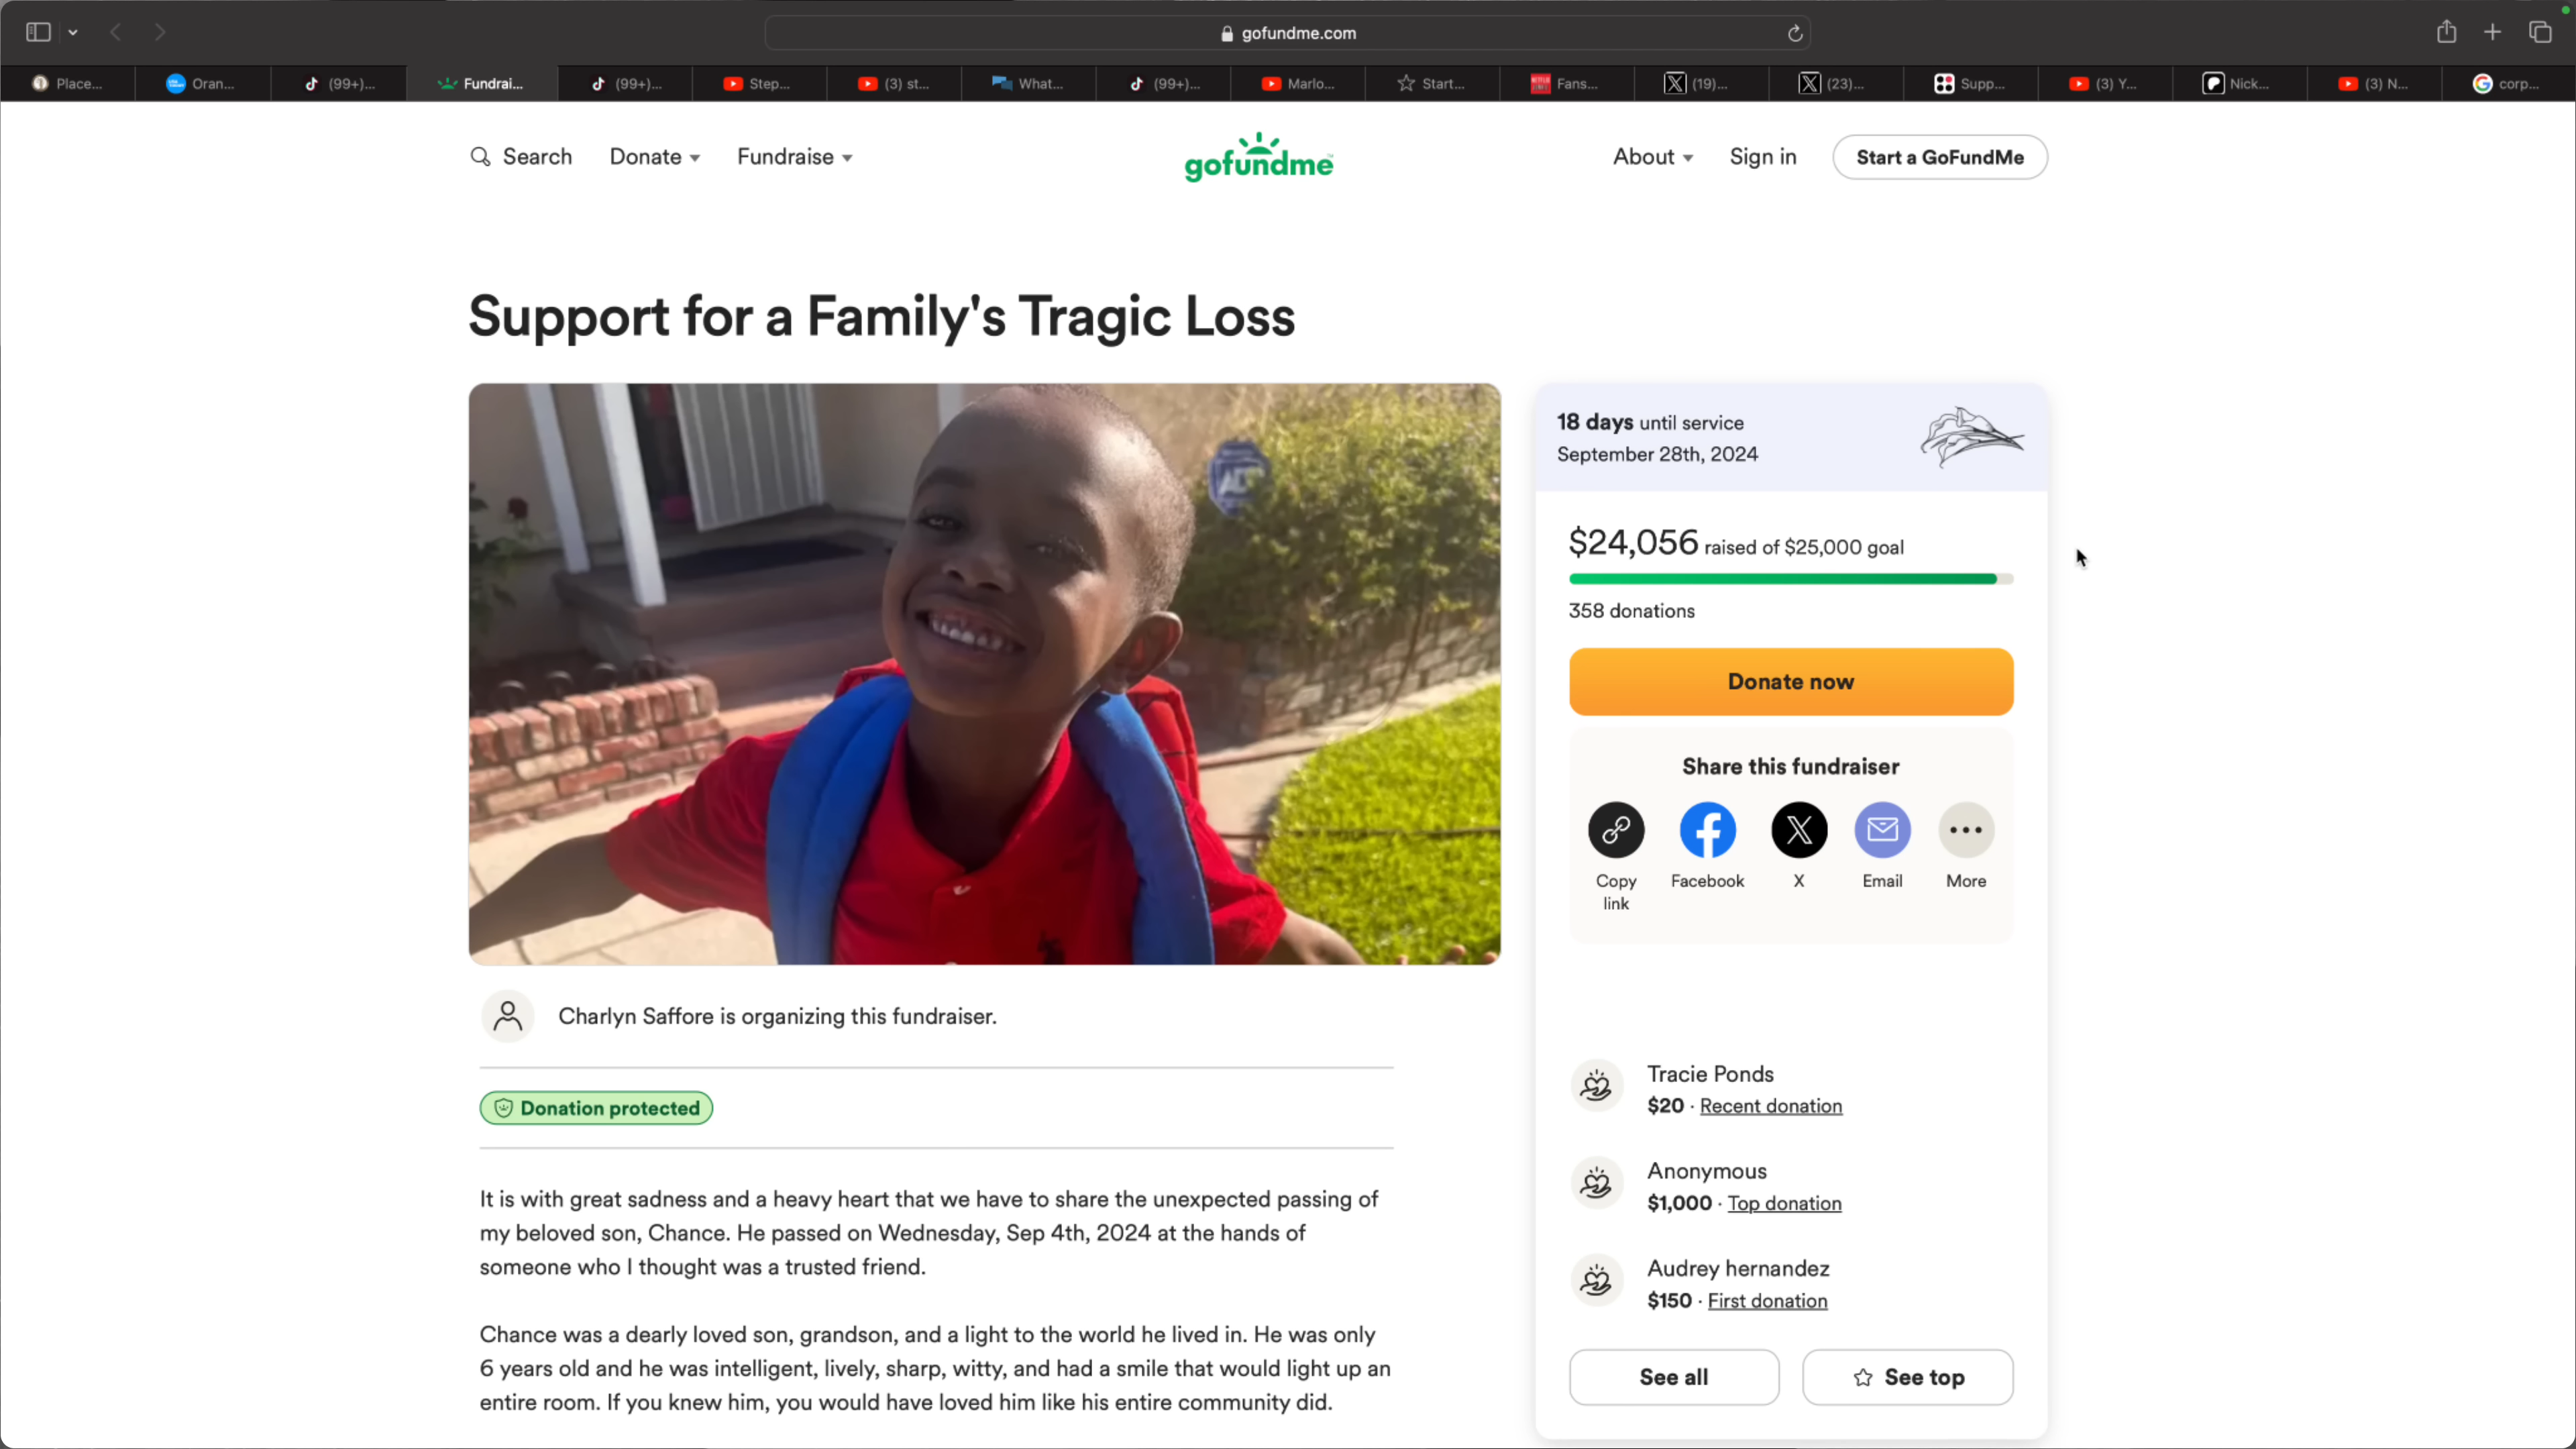 gofundme.com
Place...
Oran...
(99+)...
Fundrai...
(99+)...
Step...
(3) st...
What...
(99+)...
Marlo...
Start...
Fans...
(19)...
(23)...
Supp...
(3) Y...
Nick...
(3) N...
corp...
Search
Donate
Fundraise
gofundme
About
Sign in
Start a GoFundMe
Support for a Family's Tragic Loss
ADT
18 days until service
September 28th, 2024
$24,056 raised of $25,000 goal
358 donations
Donate now
Share this fundraiser
Copy
link
Facebook
X
Email
More
Charlyn Saffore is organizing this fundraiser.
Donation protected
It is with great sadness and a heavy heart that we have to share the unexpected passing of
my beloved son, Chance. He passed on Wednesday, Sep 4th, 2024 at the hands of
someone who I thought was a trusted friend.
Chance was a dearly loved son, grandson, and a light to the world he lived in. He was only
6 years old and he was intelligent, lively, sharp, witty, and had a smile that would light up an
entire room. If you knew him, you would have loved him like his entire community did.
Tracie Ponds
$20 · Recent donation
Anonymous
$1,000 · Top donation
Audrey hernandez
$150 · First donation
See all
See top